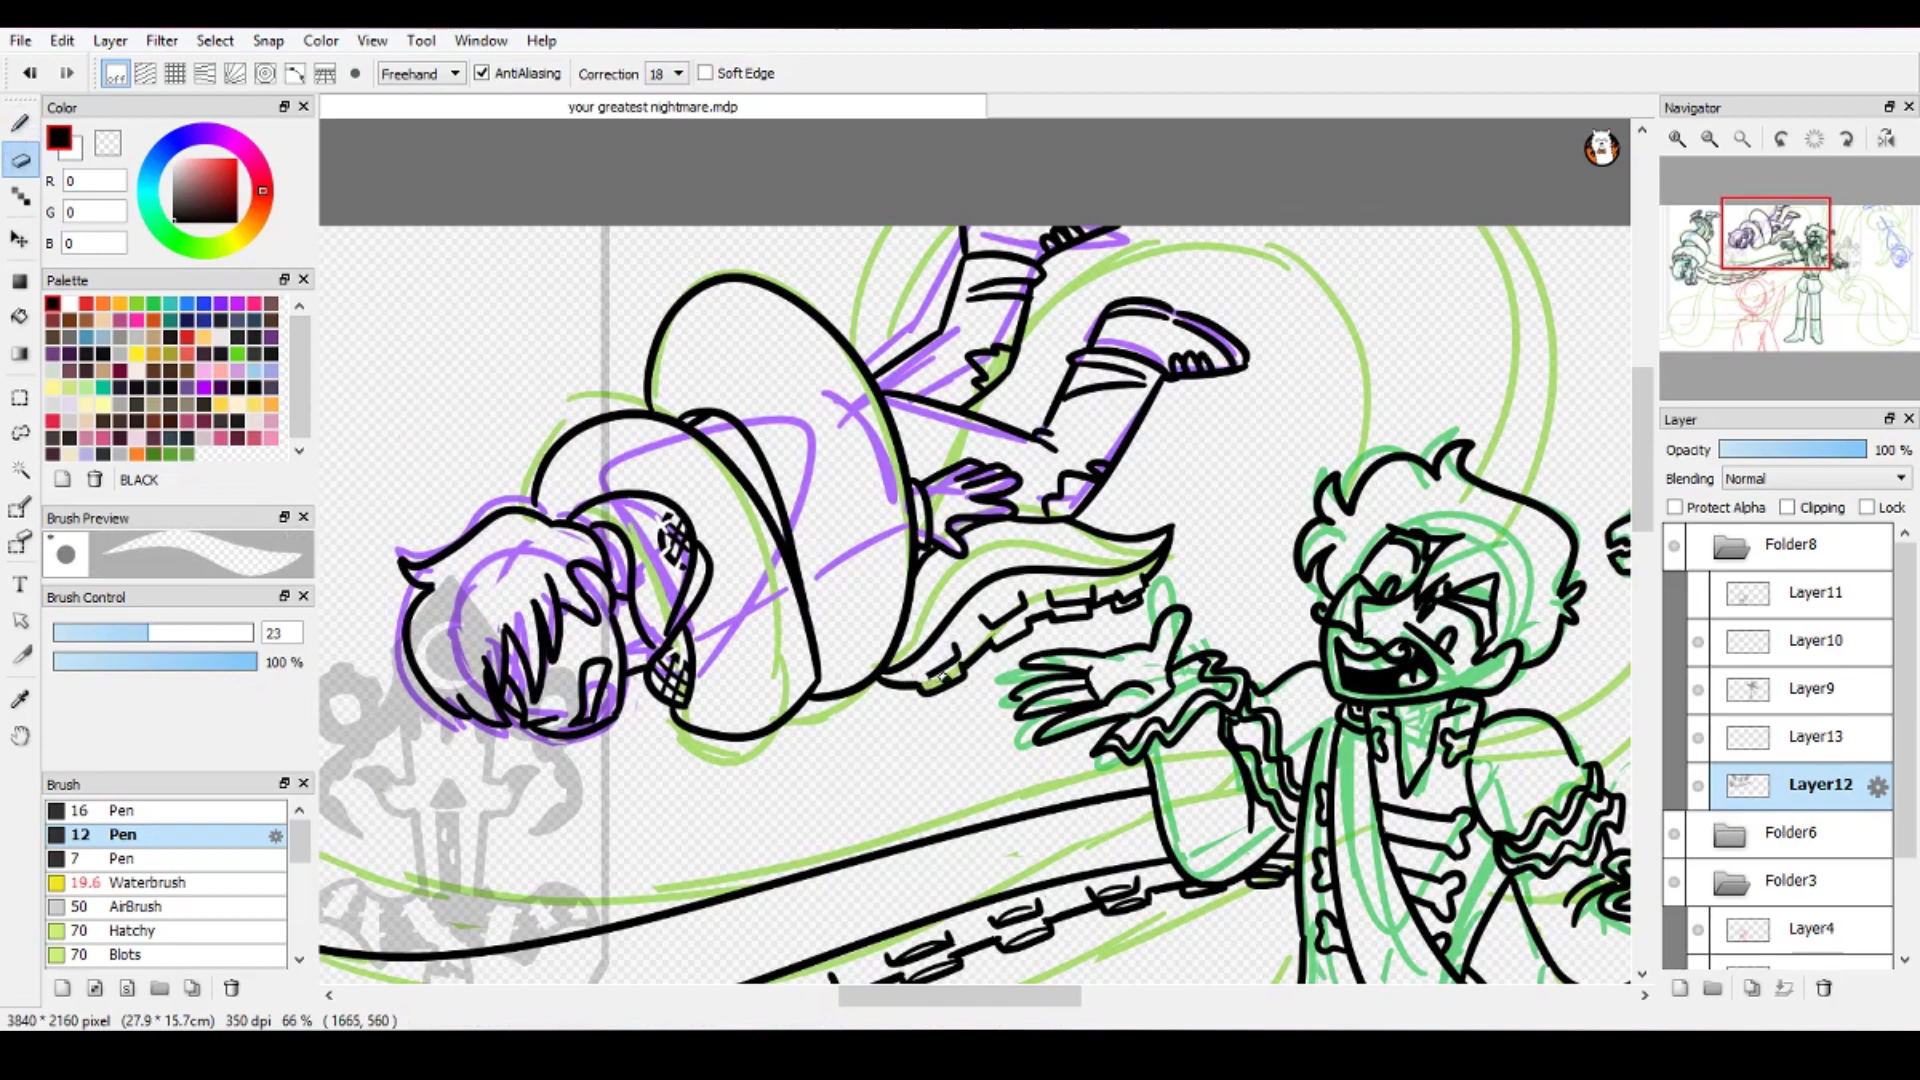 File Edit Layer Filter Select Snap Color View Tool Window Help
off Freehand AntiAliasing Correction 18 Soft Edge
Color
your greatest nightmare.mdp
Navigator
R 0
G 0
B 0
Palette
BLACK
Brush Preview
Brush Control
23
100 %
Brush
16 Pen
12 Pen
7 Pen
19.6 Waterbrush
50 AirBrush
70 Hatchy
70 Blots
Layer
Opacity 100 %
Blending Normal
Protect Alpha Clipping Lock
Folder8
Layer11
Layer10
Layer9
Layer13
Layer12
Folder6
Folder3
Layer4
3840 * 2160 pixel (27.9 * 15.7cm) 350 dpi 66 % ( 1665, 560 )